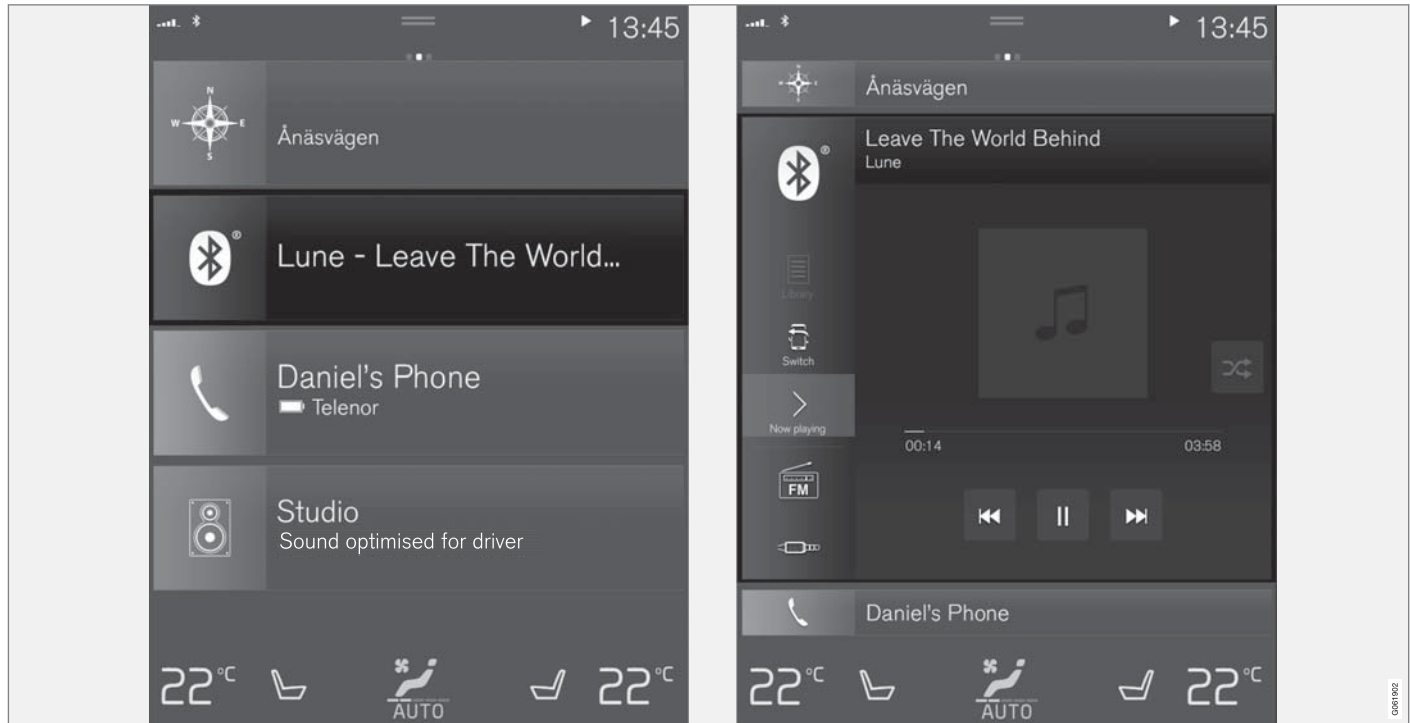 13:45
N
W E
S
Ånäsvägen
®
Lune - Leave The World...
Daniel's Phone
Telenor
Studio
Sound optimised for driver
22°C
AUTO
22°C
13:45
N
Ånäsvägen
®
Leave The World Behind
Lune
Library
Switch
Now playing
00:14
03:58
FM
Daniel's Phone
22°C
AUTO
22°C
G061902